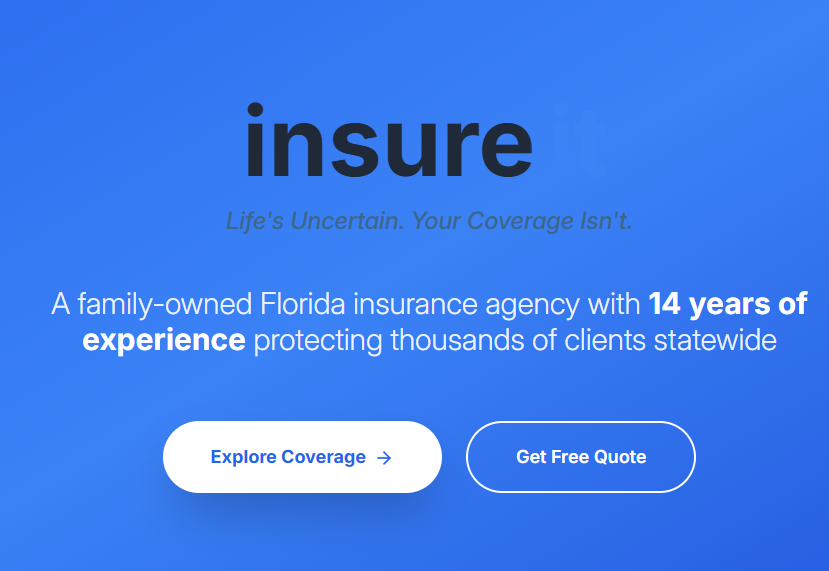 insure it
Life's Uncertain. Your Coverage Isn't.
A family-owned Florida insurance agency with 14 years of
experience protecting thousands of clients statewide
Explore Coverage →
Get Free Quote